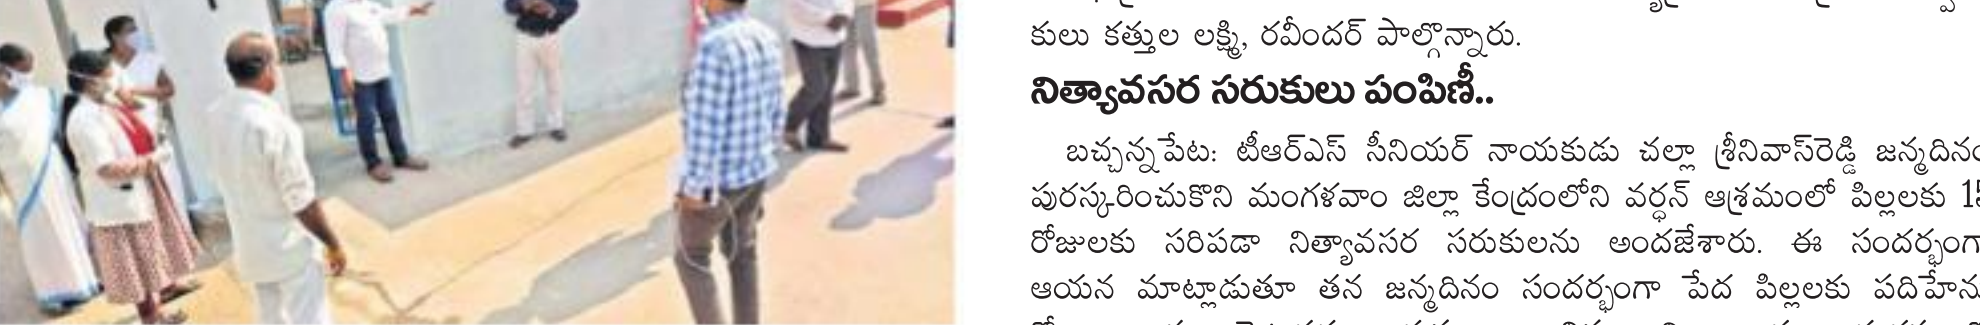 కులు కత్తుల లక్ష్మి, రవీందర్ పాల్గొన్నారు.
నిత్యావసర సరుకులు పంపిణీ..
బచ్చన్నపేట: టీఆర్ఎస్ సీనియర్ నాయకుడు చల్లా శ్రీనివాస్‌రెడ్డి జన్మదినం
పురస్కరించుకొని మంగళవాం జిల్లా కేంద్రంలోని వర్ధన్ ఆశ్రమంలో పిల్లలకు 15
రోజులకు సరిపడా నిత్యావసర సరుకులను అందజేశారు. ఈ సందర్భంగా
ఆయన మాట్లాడుతూ తన జన్మదినం సందర్భంగా పేద పిల్లలకు పదిహేను